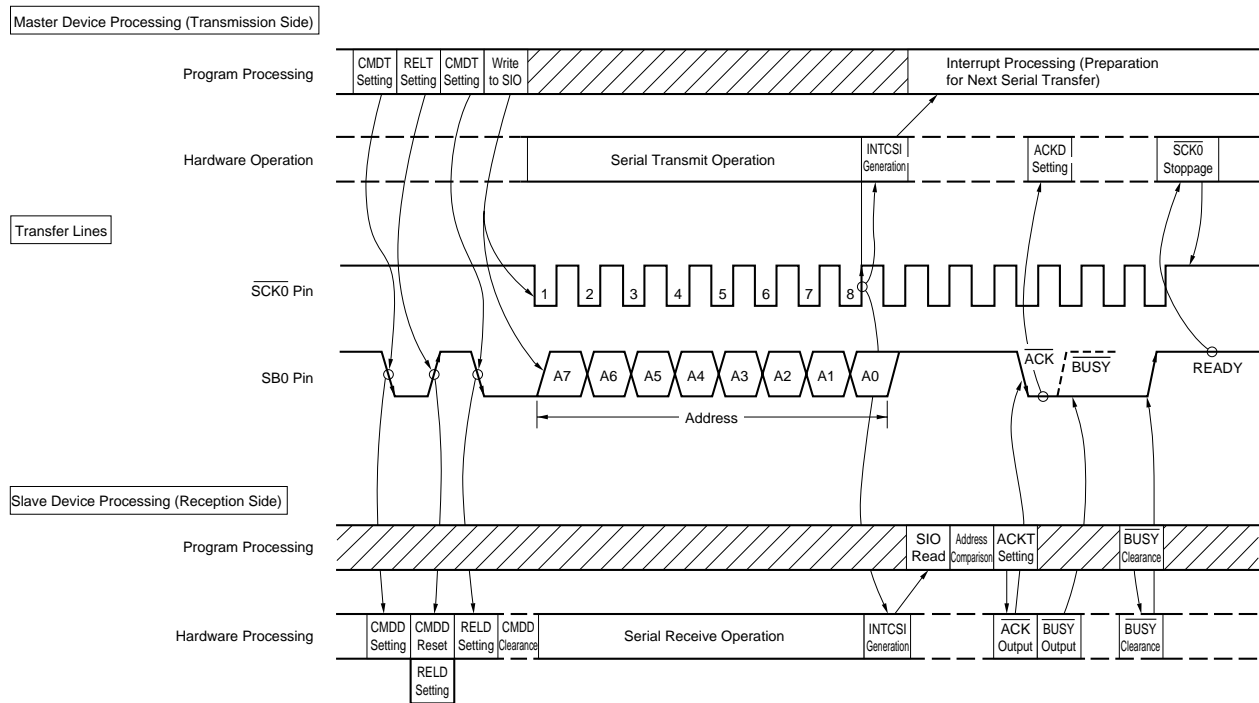 Master Device Processing (Transmission Side)
Program Processing
CMDT
Setting
RELT
Setting
CMDT
Setting
Write
to SIO
Interrupt Processing (Preparation
for Next Serial Transfer)
Hardware Operation
Serial Transmit Operation
INTCSI
Generation
ACKD
Setting
SCK0
Stoppage
Transfer Lines
SCK0 Pin
1 2 3 4 5 6 7 8
SB0 Pin
A7 A6 A5 A4 A3 A2 A1 A0
ACK
BUSY
READY
Address
Slave Device Processing (Reception Side)
Program Processing
SIO
Read
Address
Comparison
ACKT
Setting
BUSY
Clearance
Hardware Processing
CMDD
Setting
CMDD
Reset
RELD
Setting
CMDD
Clearance
Serial Receive Operation
INTCSI
Generation
ACK
Output
BUSY
Output
BUSY
Clearance
RELD
Setting